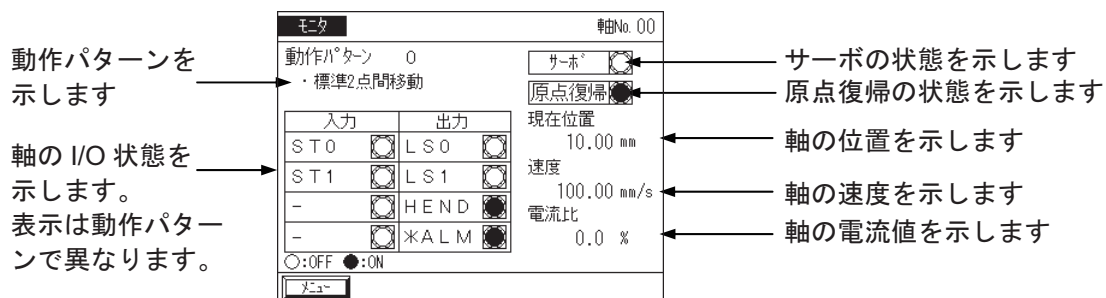 モニタ 軸No. 00
動作パターン 0
・標準2点間移動
サーボ
原点復帰
現在位置
10.00 mm
速度
100.00 mm/s
電流比
0.0 %
入力 出力
ST0 LS0
ST1 LS1
- HEND
- *ALM
○:OFF ●:ON
メニュー
動作パターンを
示します
軸の I/O 状態を
示します。
表示は動作パター
ンで異なります。
サーボの状態を示します
原点復帰の状態を示します
軸の位置を示します
軸の速度を示します
軸の電流値を示します